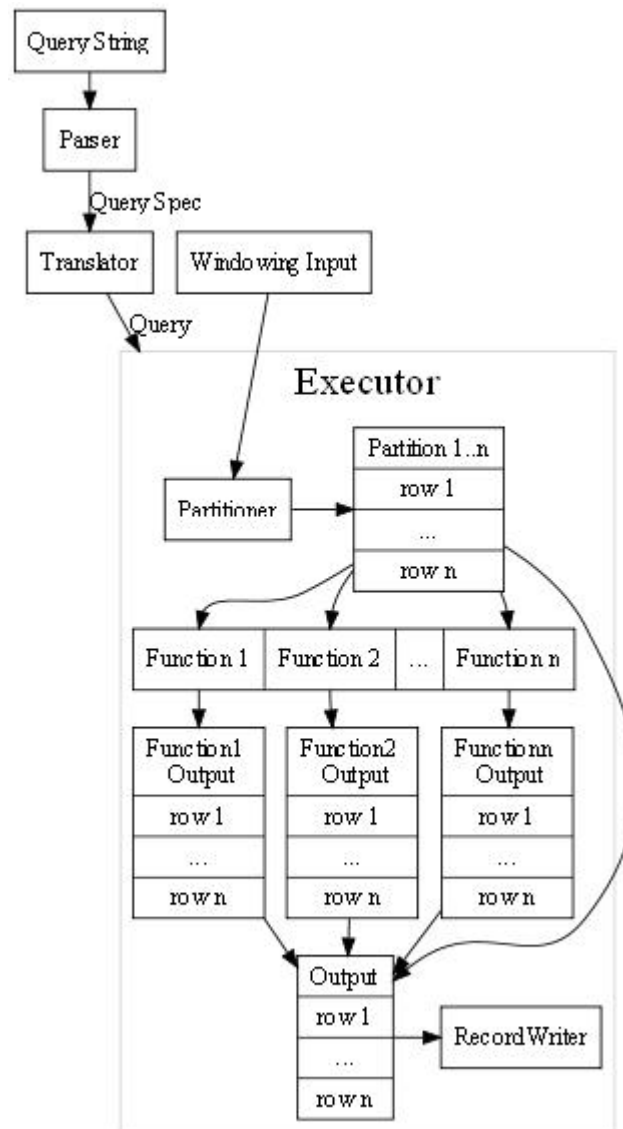 Query String
Parser
Query Spec
Translator
Windowing Input
Query
Executor
Partition 1..n
row 1
...
row n
Partitioner
Function 1
Function 2
...
Function n
Function1
Output
row 1
...
row n
Function2
Output
row 1
...
row n
Functionn
Output
row 1
...
row n
Output
row 1
...
row n
RecordWriter